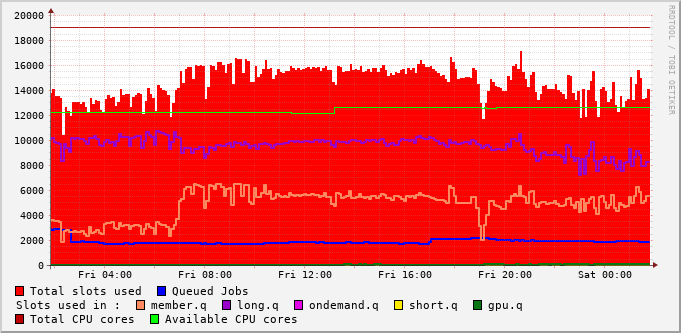 20000
18000
16000
14000
12000
10000
8000
6000
4000
2000
0
Fri 04:00 Fri 08:00 Fri 12:00 Fri 16:00 Fri 20:00 Sat 00:00
Total slots used Queued Jobs
Slots used in : member.q long.q ondemand.q short.q gpu.q
Total CPU cores Available CPU cores
RRDTOOL / TOBI OETIKER